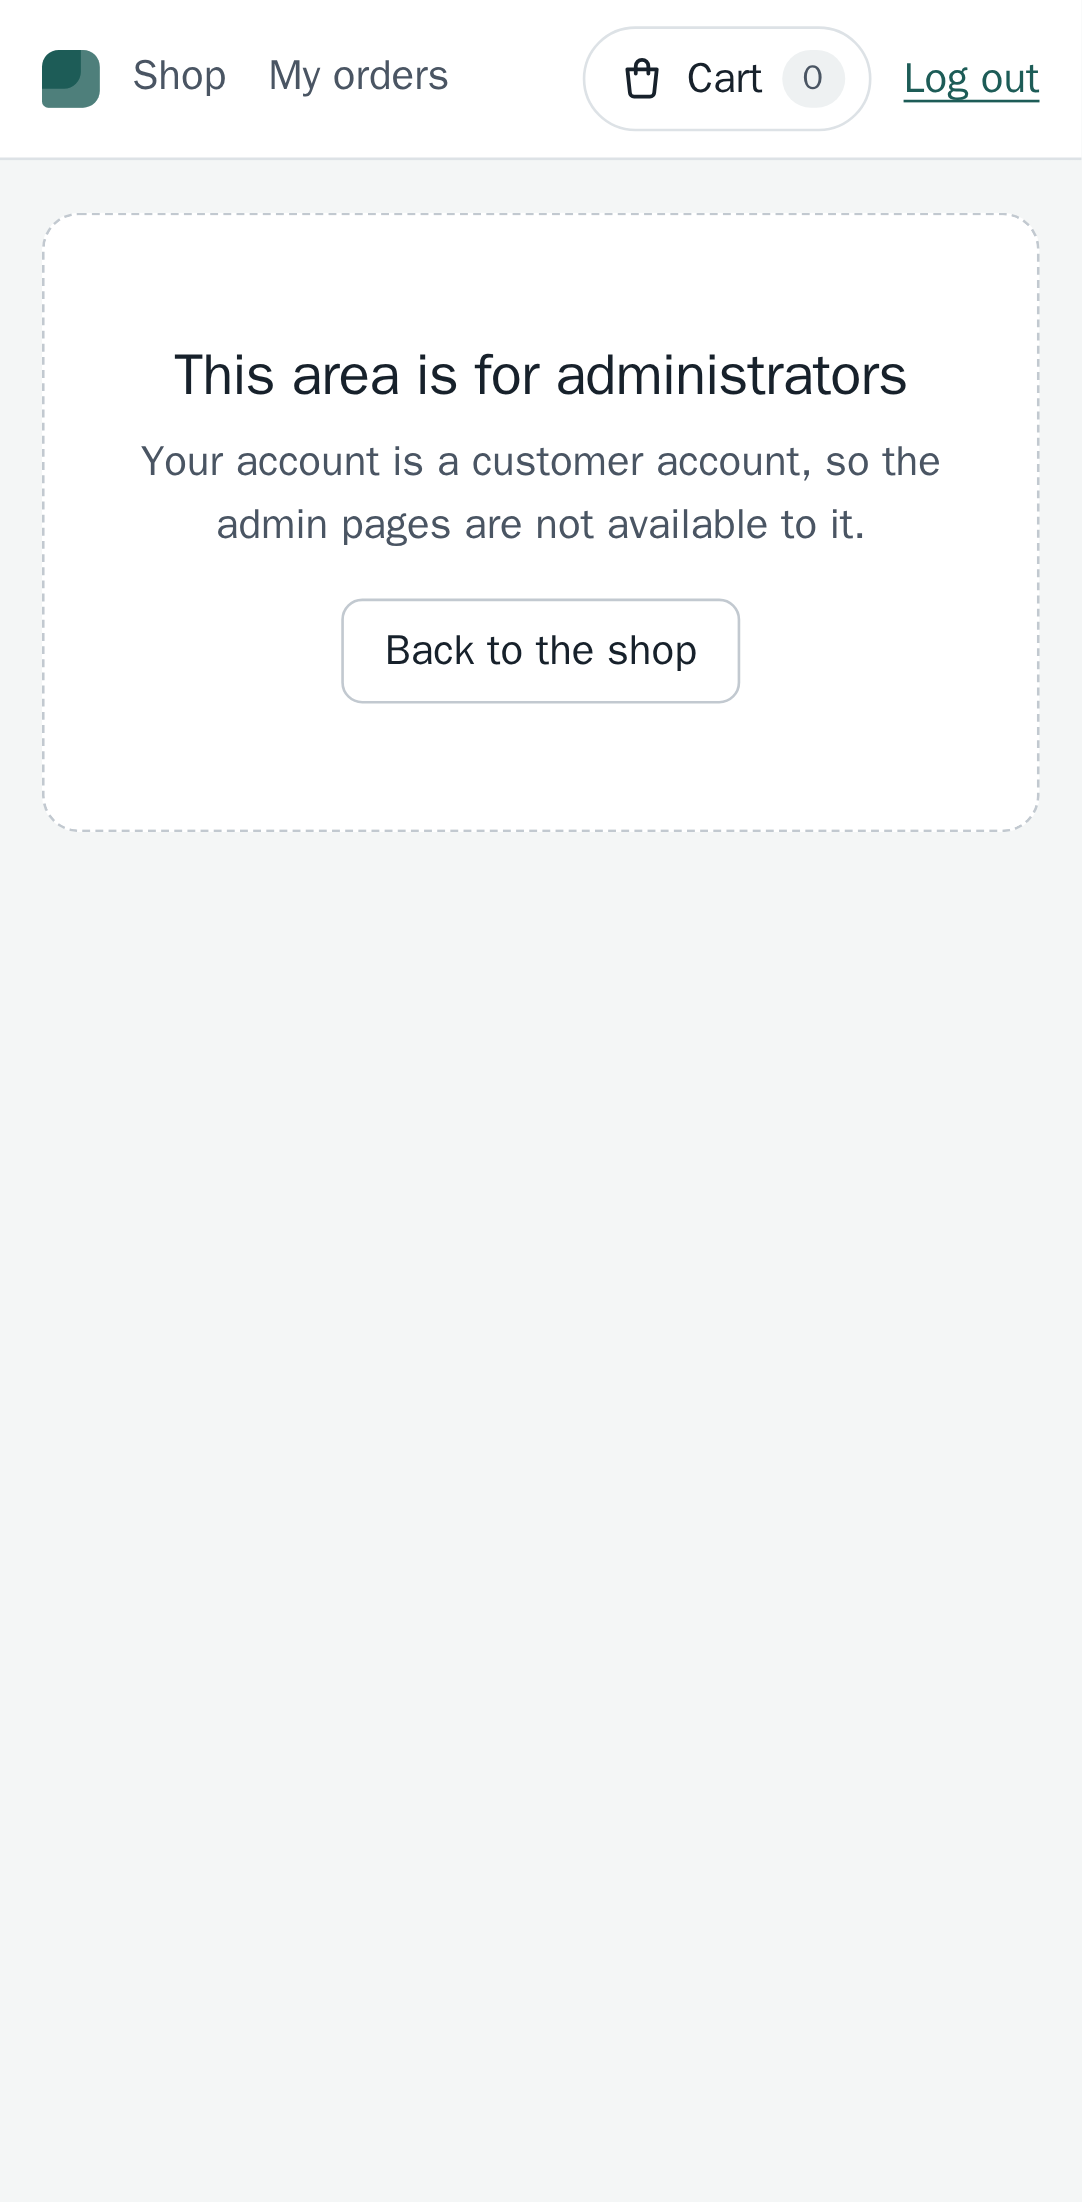 Shop My orders Cart 0 Log out
This area is for administrators
Your account is a customer account, so the
admin pages are not available to it.
Back to the shop